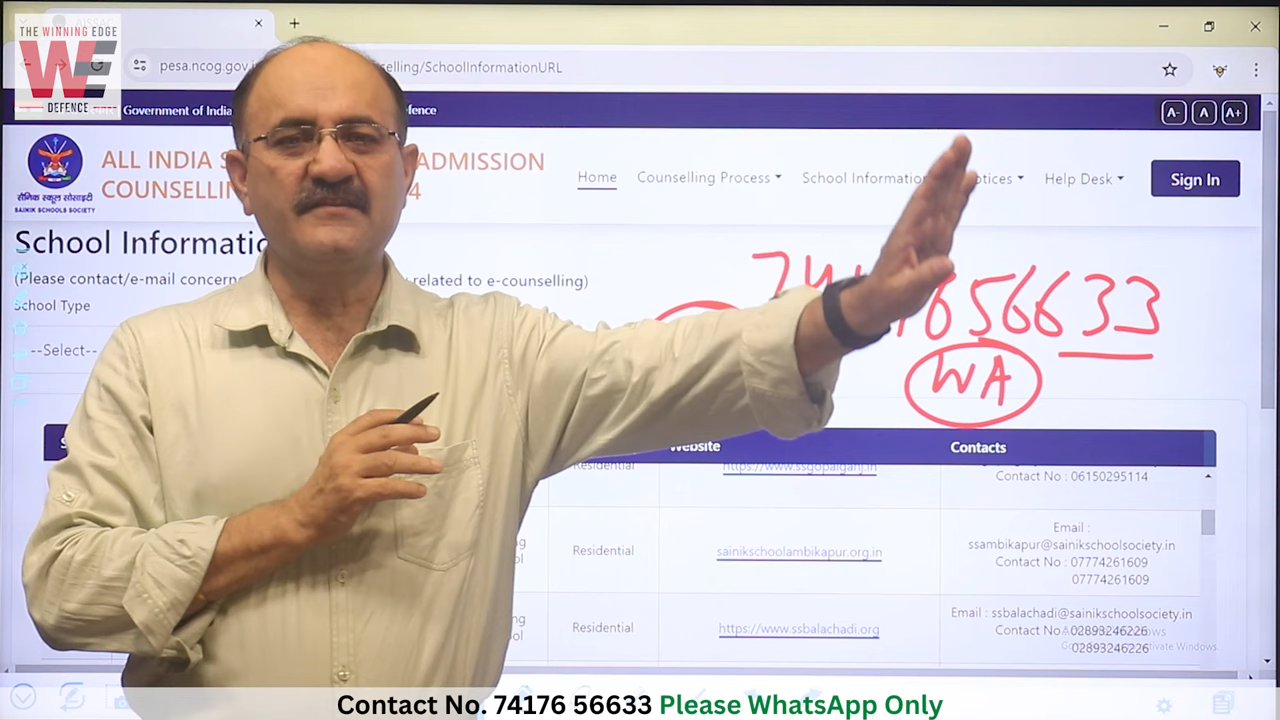 THE WINNING EDGE
WE
DEFENCE
pesa.ncog.gov.i
elling/SchoolInformationURL
Government of India
fence
A- A A+
ALL INDIA S
ADMISSION
COUNSELLIN
4
सैनिक स्कूल सोसाइटी
SAINIK SCHOOLS SOCIETY
Home
Counselling Process
School Information
otices
Help Desk
Sign In
School Informatio
(Please contact/e-mail concern
related to e-counselling)
School Type
--Select--
56633
WA
Website
Contacts
Residential
https://www.ssgopalganj.in
Contact No : 06150295114
Residential
sainikschoolambikapur.org.in
Email :
ssambikapur@sainikschoolsociety.in
Contact No : 07774261609
07774261609
Residential
https://www.ssbalachadi.org
Email : ssbalachadi@sainikschoolsociety.in
Contact No : 02893246226
02893246226
Contact No. 74176 56633 Please WhatsApp Only